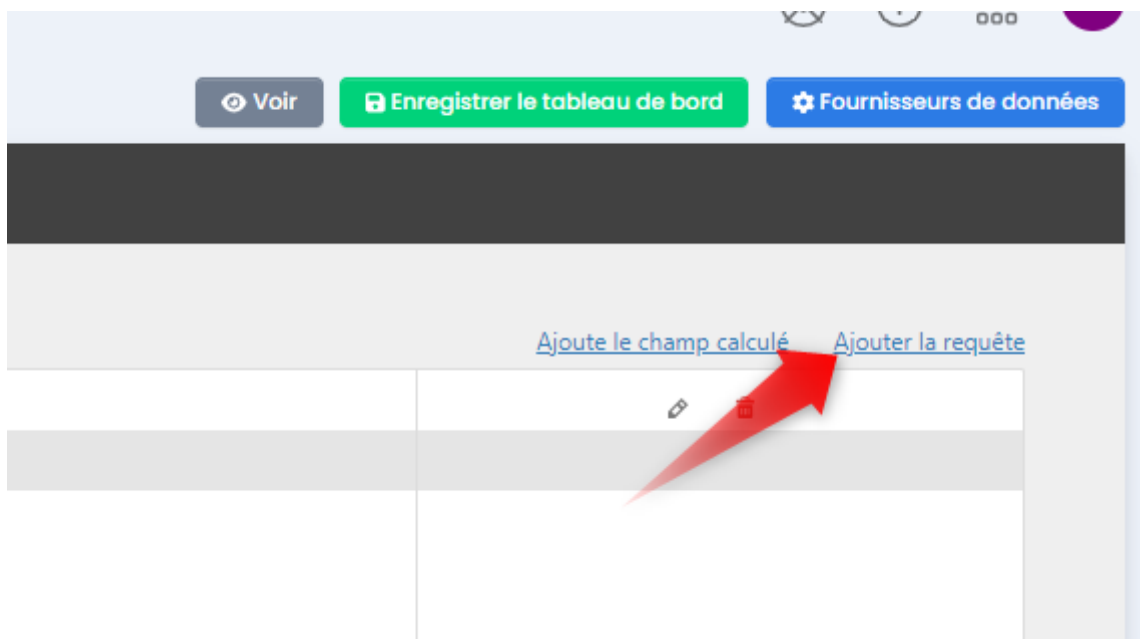 Voir
Enregistrer le tableau de bord
Fournisseurs de données
Ajoute le champ calculé
Ajouter la requête